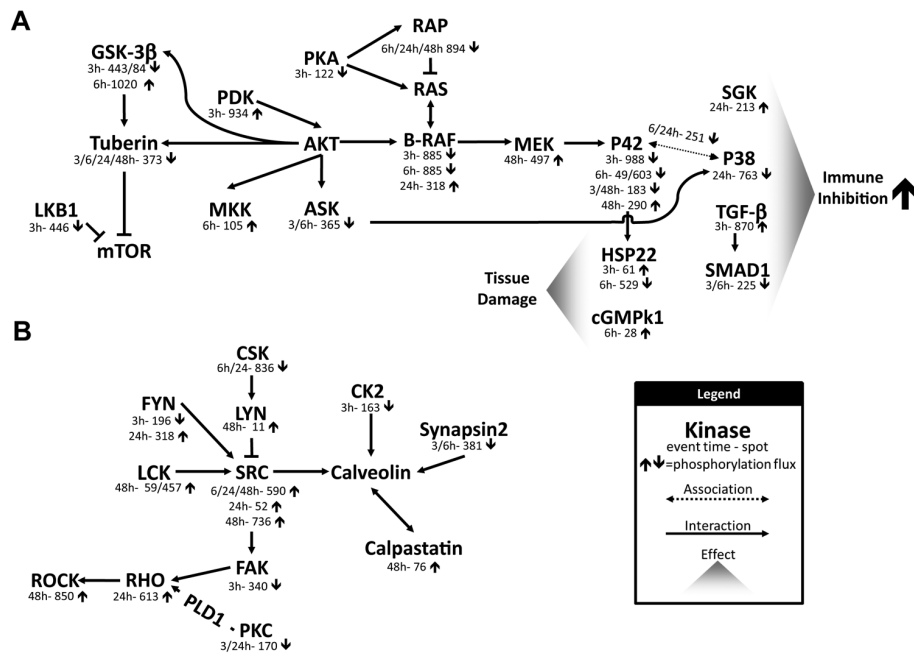 A
GSK-3β
3h- 443/84 ↓
6h-1020 ↑
Tuberin
3/6/24/48h- 373 ↓
LKB1
3h- 446 ↓
mTOR
PDK
3h- 934 ↑
AKT
MKK
6h- 105 ↑
ASK
3/6h- 365 ↓
PKA
3h- 122 ↓
RAP
6h/24h/48h 894 ↓
RAS
B-RAF
3h- 885 ↓
6h- 885 ↓
24h- 318 ↑
MEK
48h- 497 ↑
P42
3h- 988 ↓
6h- 49/603 ↓
3/48h- 183 ↓
48h- 290 ↑
6/24h- 251 ↓
P38
24h- 763 ↓
SGK
24h- 213 ↑
TGF-β
3h- 870 ↑
SMAD1
3/6h- 225 ↓
HSP22
3h- 61 ↑
6h- 529 ↓
cGMPk1
6h- 28 ↑
Tissue
Damage
Immune
Inhibition ↑
B
CSK
6h/24- 836 ↓
FYN
3h- 196 ↓
24h- 318 ↑
LYN
48h- 11 ↑
LCK
48h- 59/457 ↑
SRC
6/24/48h- 590 ↑
24h- 52 ↑
48h- 736 ↑
CK2
3h- 163 ↓
Synapsin2
3/6h- 381 ↓
Calveolin
Calpastatin
48h- 76 ↑
FAK
3h- 340 ↓
ROCK
48h- 850 ↑
RHO
24h- 613 ↑
PLD1 -
PKC
3/24h- 170 ↓
Legend
Kinase
event time - spot
↑↓=phosphorylation flux
Association
Interaction
Effect